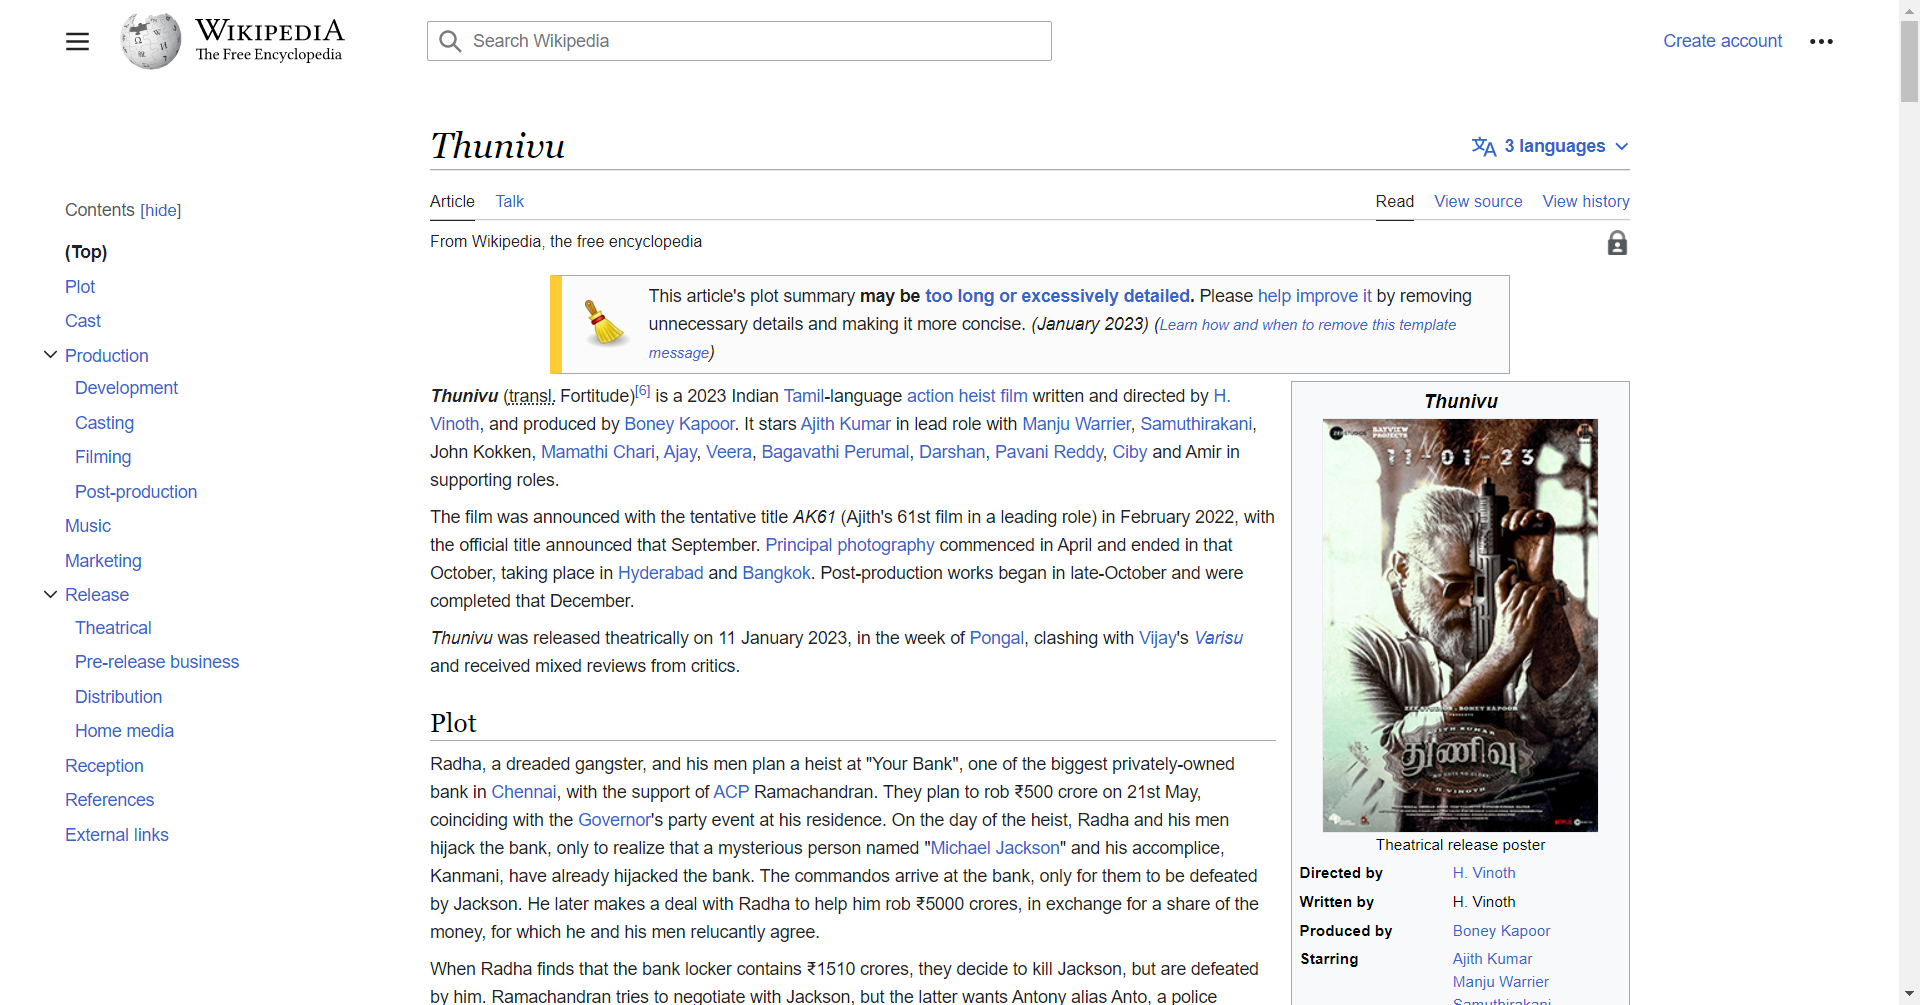 WIKIPEDIA
The Free Encyclopedia
Search Wikipedia
Create account
Contents [hide]
(Top)
Plot
Cast
Production
Development
Casting
Filming
Post-production
Music
Marketing
Release
Theatrical
Pre-release business
Distribution
Home media
Reception
References
External links
Thunivu
3 languages
Article Talk
Read View source View history
From Wikipedia, the free encyclopedia
This article's plot summary may be too long or excessively detailed. Please help improve it by removing
unnecessary details and making it more concise. (January 2023) (Learn how and when to remove this template
message)
Thunivu (transl. Fortitude)[6] is a 2023 Indian Tamil-language action heist film written and directed by H.
Vinoth, and produced by Boney Kapoor. It stars Ajith Kumar in lead role with Manju Warrier, Samuthirakani,
John Kokken, Mamathi Chari, Ajay, Veera, Bagavathi Perumal, Darshan, Pavani Reddy, Ciby and Amir in
supporting roles.
The film was announced with the tentative title AK61 (Ajith's 61st film in a leading role) in February 2022, with
the official title announced that September. Principal photography commenced in April and ended in that
October, taking place in Hyderabad and Bangkok. Post-production works began in late-October and were
completed that December.
Thunivu was released theatrically on 11 January 2023, in the week of Pongal, clashing with Vijay's Varisu
and received mixed reviews from critics.
Plot
Radha, a dreaded gangster, and his men plan a heist at "Your Bank", one of the biggest privately-owned
bank in Chennai, with the support of ACP Ramachandran. They plan to rob ₹500 crore on 21st May,
coinciding with the Governor's party event at his residence. On the day of the heist, Radha and his men
hijack the bank, only to realize that a mysterious person named "Michael Jackson" and his accomplice,
Kanmani, have already hijacked the bank. The commandos arrive at the bank, only for them to be defeated
by Jackson. He later makes a deal with Radha to help him rob ₹5000 crores, in exchange for a share of the
money, for which he and his men relucantly agree.
When Radha finds that the bank locker contains ₹1510 crores, they decide to kill Jackson, but are defeated
by him. Ramachandran tries to negotiate with Jackson, but the latter wants Antony alias Anto, a police
Thunivu
ZEE STUDIOS
BAYVIEW
PROJECTS
11-01-23
ZEE STUDIOS & BONEY KAPOOR
PRESENTS
AJITH KUMAR
துணிவு
NO GUTS NO GLORY
H VINOTH
NETFLIX
Theatrical release poster
Directed by H. Vinoth
Written by H. Vinoth
Produced by Boney Kapoor
Starring Ajith Kumar
Manju Warrier
Samuthirakani